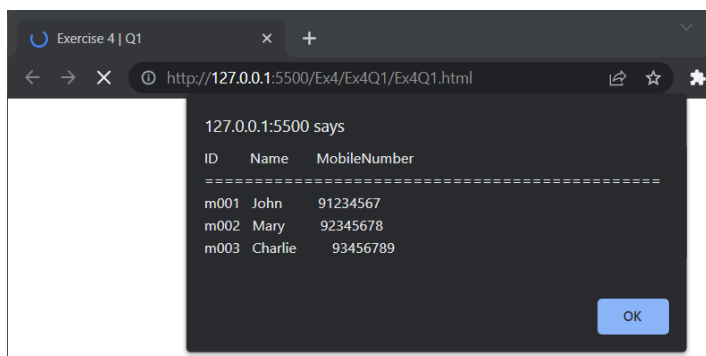 Exercise 4 | Q1
http://127.0.0.1:5500/Ex4/Ex4Q1/Ex4Q1.html
127.0.0.1:5500 says
ID Name MobileNumber
==============================================
m001 John 91234567
m002 Mary 92345678
m003 Charlie 93456789
OK